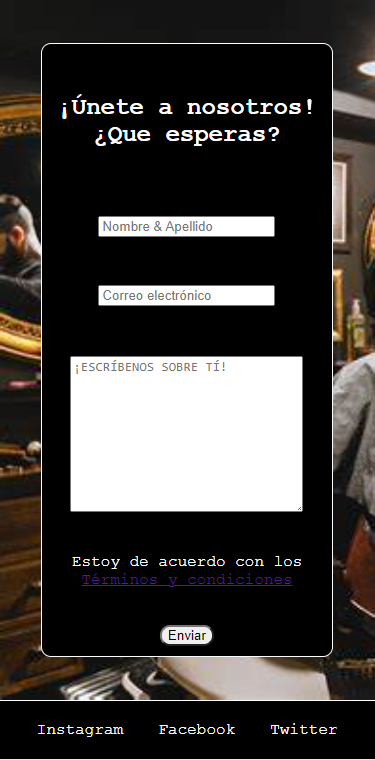 ¡Únete a nosotros!
¿Que esperas?
Nombre & Apellido
Correo electrónico
¡ESCRÍBENOS SOBRE TÍ!
Estoy de acuerdo con los
Términos y condiciones
Enviar
Instagram Facebook Twitter